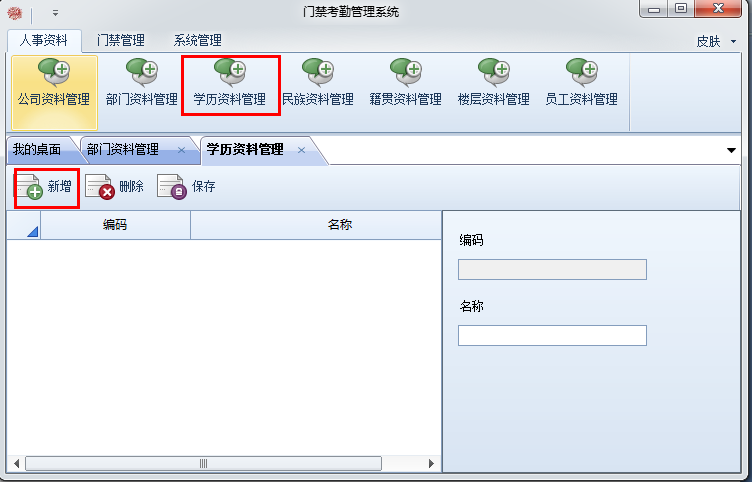 门禁考勤管理系统
人事资料 门禁管理 系统管理 皮肤
公司资料管理 部门资料管理 学历资料管理 民族资料管理 籍贯资料管理 楼层资料管理 员工资料管理
我的桌面 部门资料管理 学历资料管理
新增 删除 保存
编码 名称
编码
名称